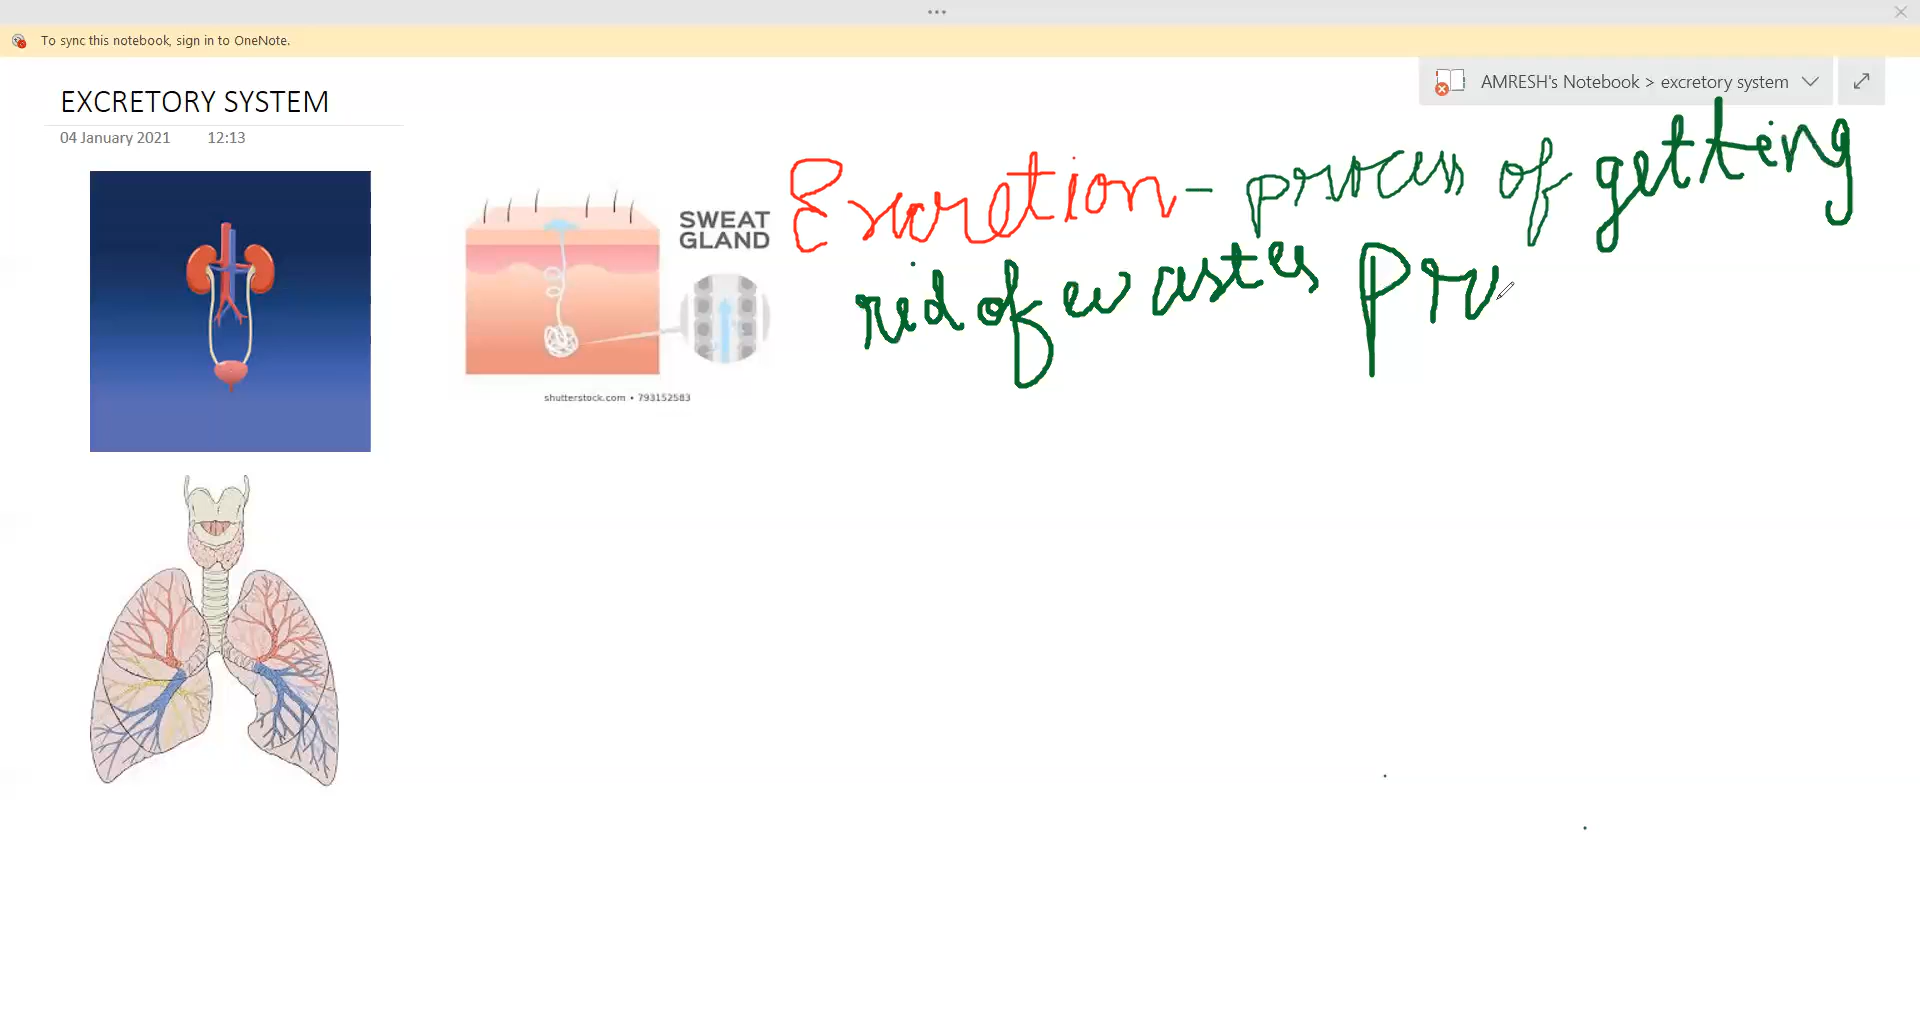 To sync this notebook, sign in to OneNote.
AMRESH's Notebook > excretory system
EXCRETORY SYSTEM
04 January 2021 12:13
SWEAT
GLAND
shutterstock.com • 793152583
Excretion - process of getting
rid of wastes Pro